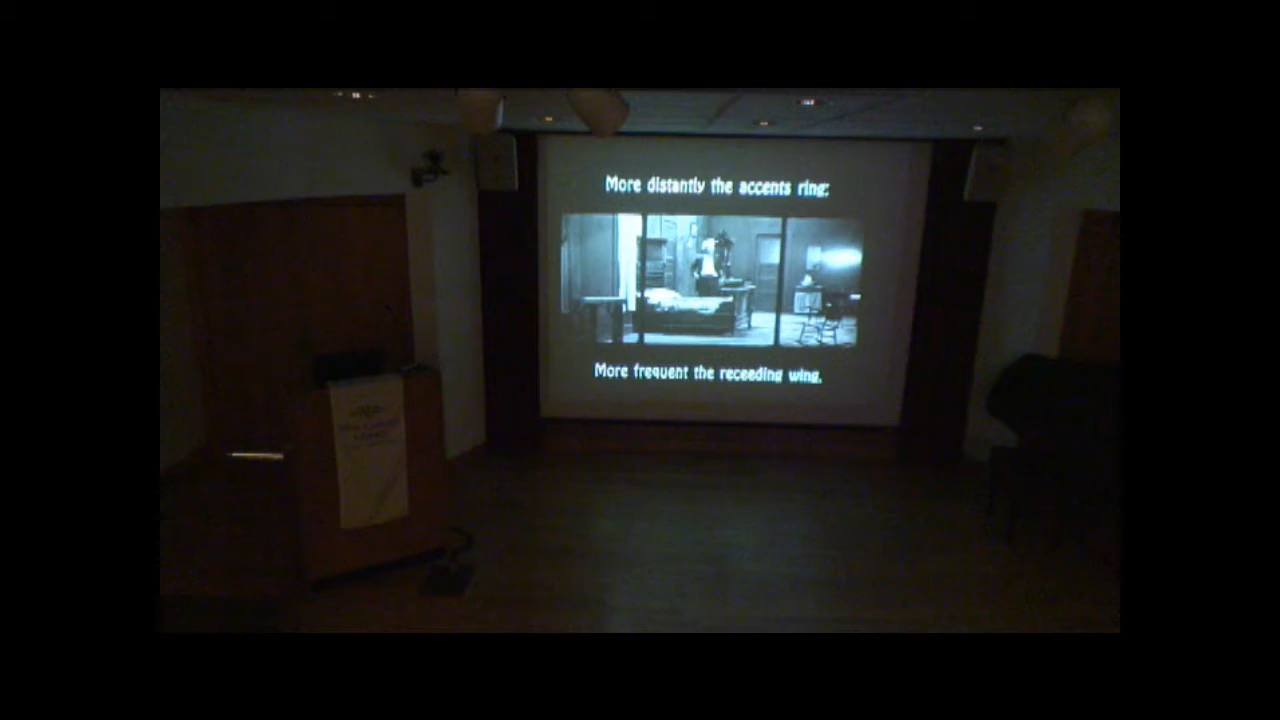 More distantly the accents ring;
More frequent the receeding wing.